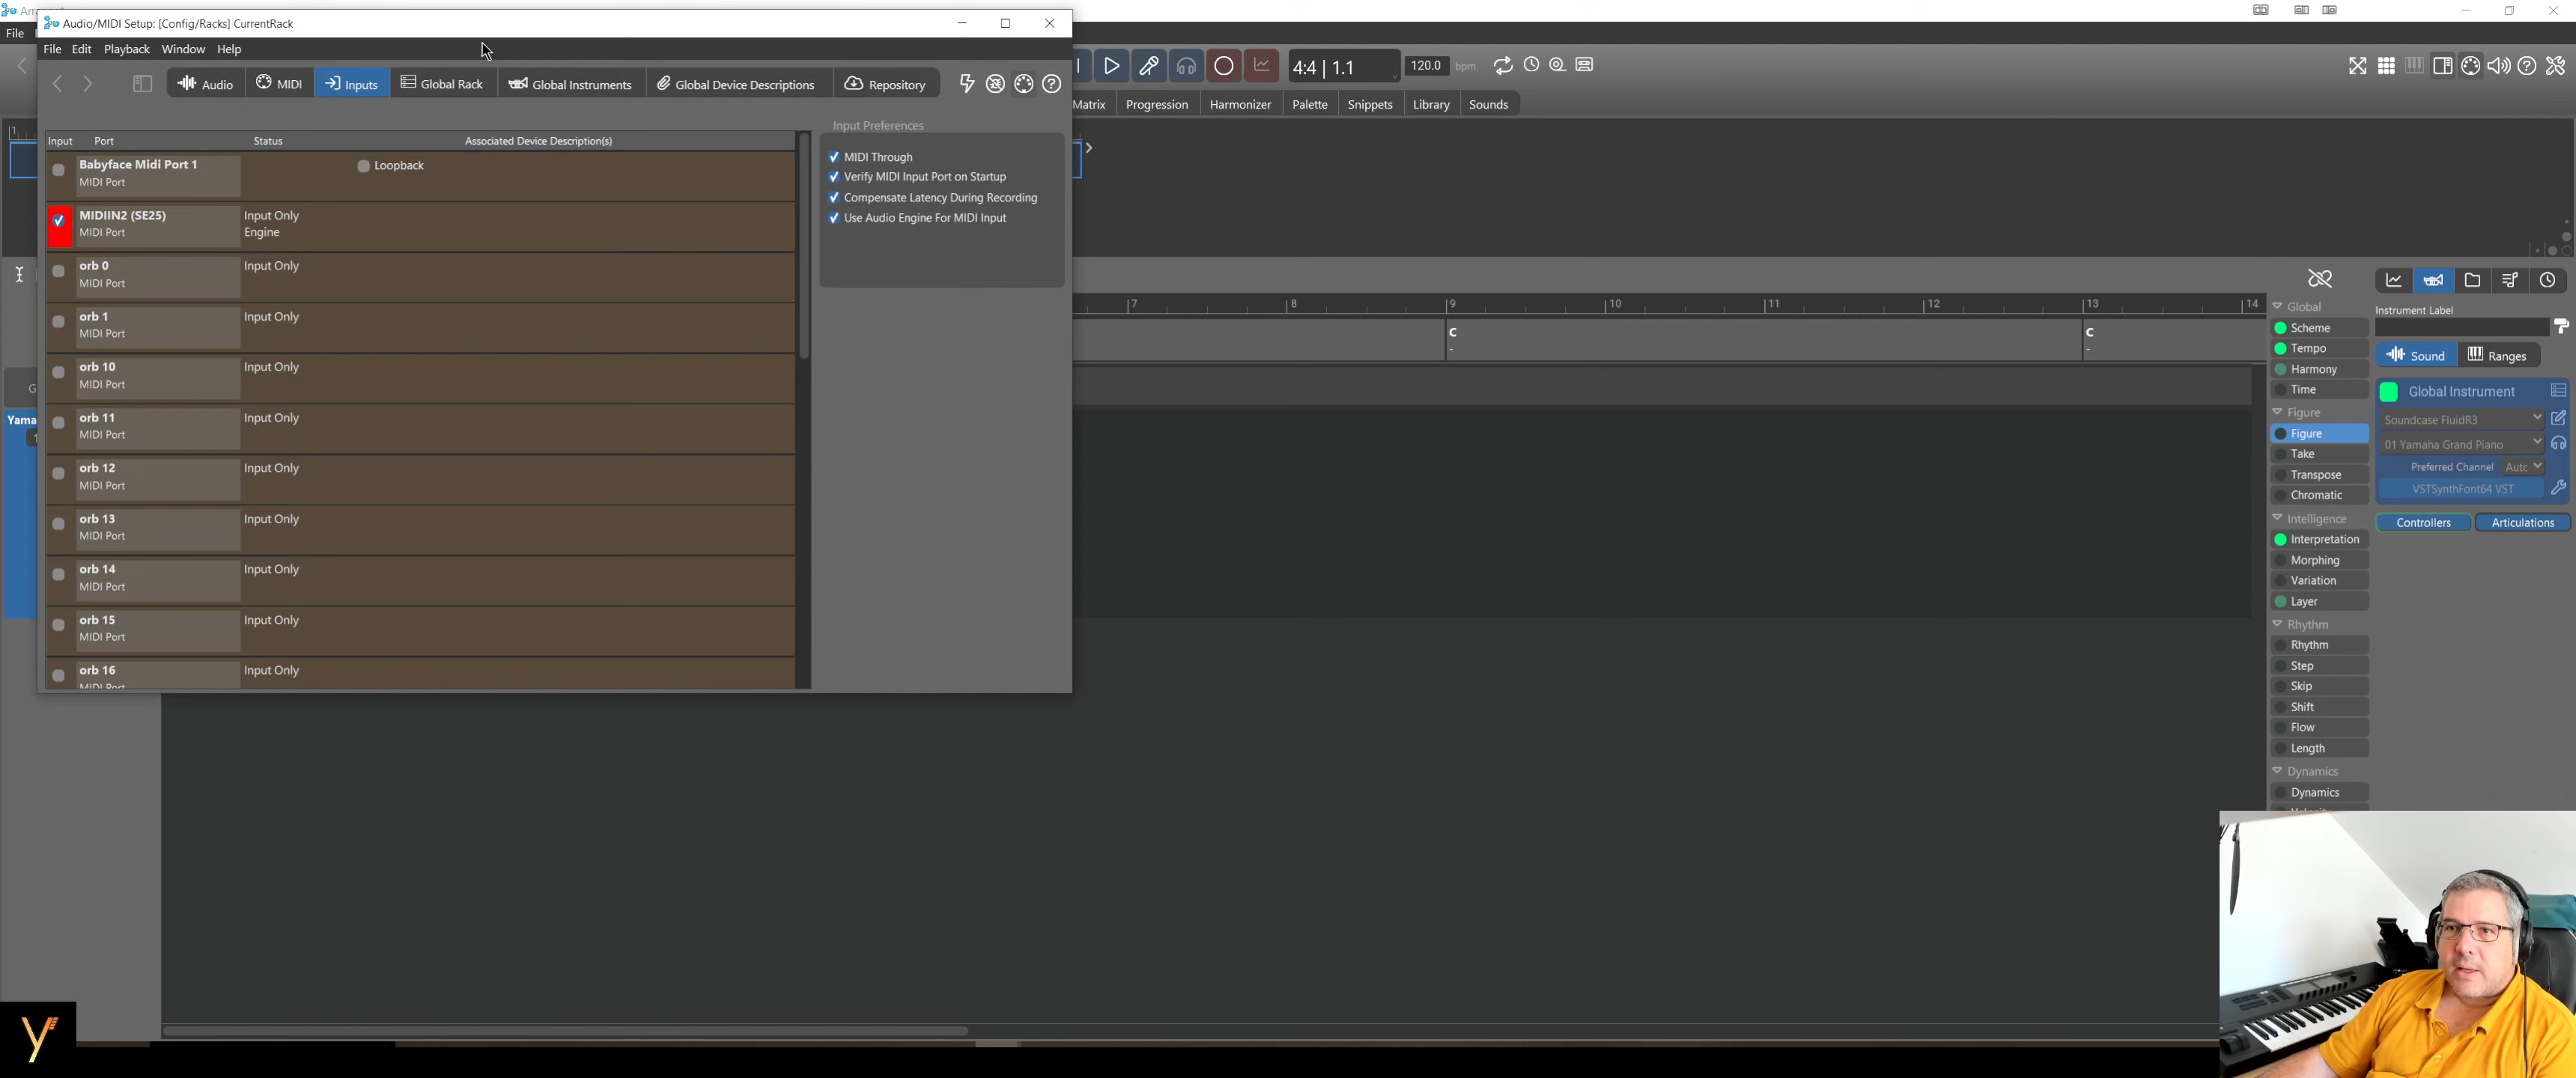 Audio/MIDI Setup: [Config/Racks] CurrentRack
File
File Edit Playback Window Help
Audio MIDI Inputs Global Rack Global Instruments Global Device Descriptions Repository
4:4 | 1.1 120.0 bpm
Matrix Progression Harmonizer Palette Snippets Library Sounds
Input Port Status Associated Device Description(s)
Babyface Midi Port 1
MIDI Port
Loopback
MIDIIN2 (SE25)
MIDI Port
Input Only
Engine
orb 0
MIDI Port
Input Only
orb 1
MIDI Port
Input Only
orb 10
MIDI Port
Input Only
orb 11
MIDI Port
Input Only
orb 12
MIDI Port
Input Only
orb 13
MIDI Port
Input Only
orb 14
MIDI Port
Input Only
orb 15
MIDI Port
Input Only
orb 16
MIDI Port
Input Only
Input Preferences
MIDI Through
Verify MIDI Input Port on Startup
Compensate Latency During Recording
Use Audio Engine For MIDI Input
1
Yama
7 8 9 10 11 12 13 14
C
-
C
-
Global
Scheme
Tempo
Harmony
Time
Figure
Figure
Take
Transpose
Chromatic
Intelligence
Interpretation
Morphing
Variation
Layer
Rhythm
Rhythm
Step
Skip
Shift
Flow
Length
Dynamics
Dynamics
Instrument Label
Sound Ranges
Global Instrument
Soundcase FluidR3
01 Yamaha Grand Piano
Preferred Channel Autc
VSTSynthFont64 VST
Controllers Articulations